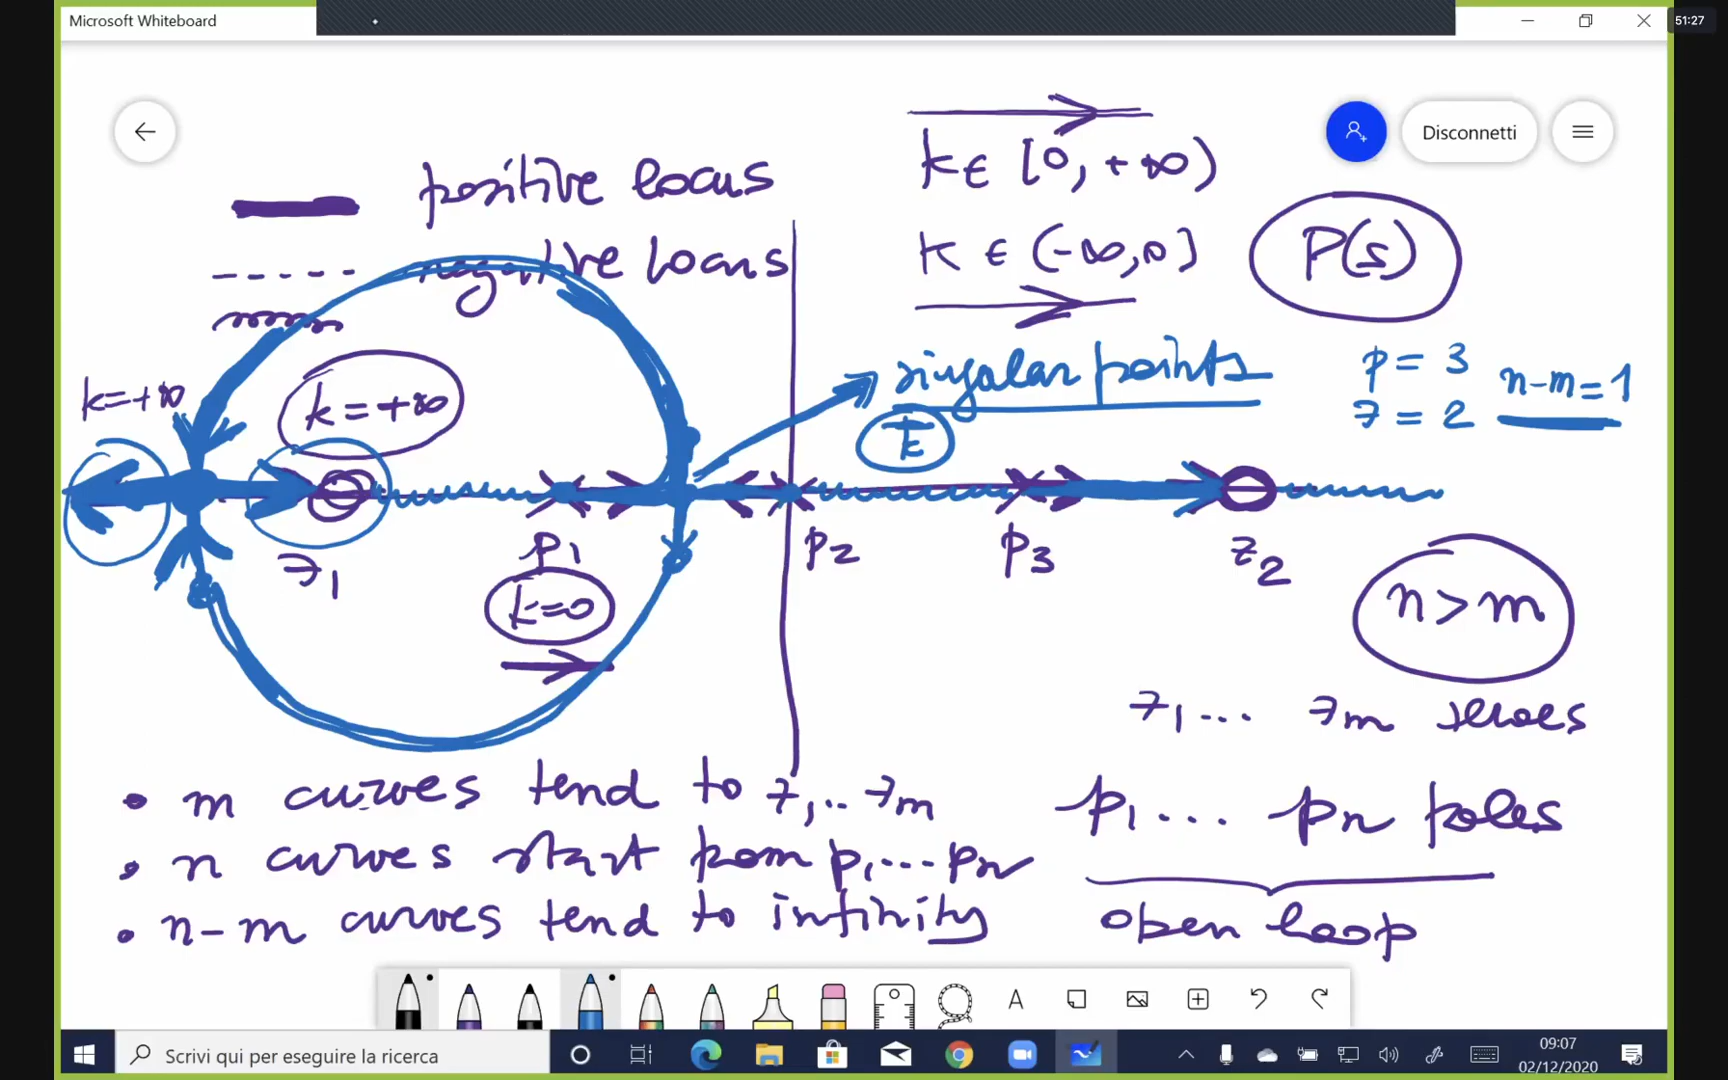 Microsoft Whiteboard
51:27
Disconnetti
k ∈ [0, +∞)
positive locus
negative locus
k ∈ (-∞, 0]
P(s)
singular points
p = 3
z = 2
n-m=1
k=+∞
k=+∞
k̄
z1
p1
p2
p3
z2
k=0
n>m
z1 ... zm zeroes
m curves tend to z1.. zm
p1 ... pn poles
n curves start from p1...pn
n-m curves tend to infinity
open loop
Scrivi qui per eseguire la ricerca
09:07
02/12/2020